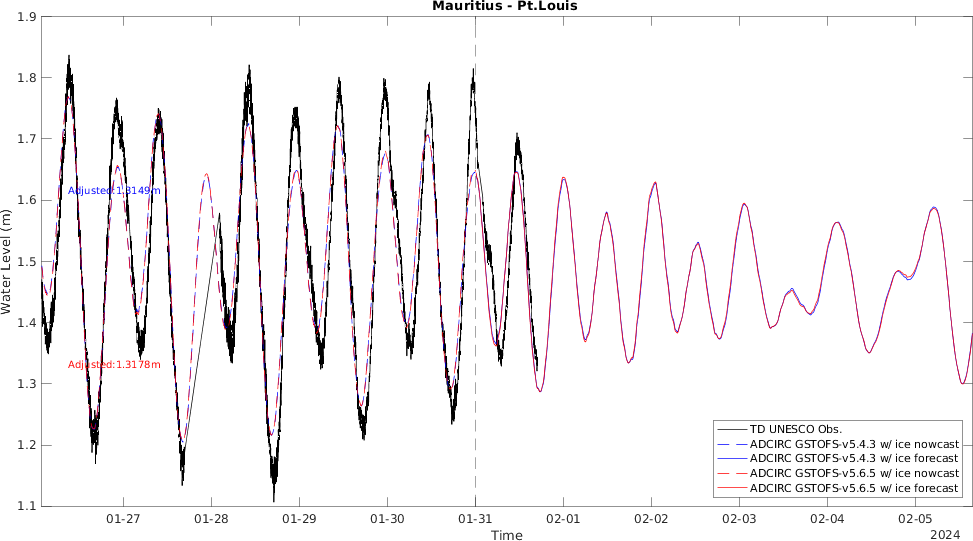 Mauritius - Pt.Louis
Water Level (m)
1.9
1.8
1.7
1.6
1.5
1.4
1.3
1.2
1.1
Adjusted:1.3149m
Adjusted:1.3178m
TD UNESCO Obs.
ADCIRC GSTOFS-v5.4.3 w/ ice nowcast
ADCIRC GSTOFS-v5.4.3 w/ ice forecast
ADCIRC GSTOFS-v5.6.5 w/ ice nowcast
ADCIRC GSTOFS-v5.6.5 w/ ice forecast
01-27 01-28 01-29 01-30 01-31 02-01 02-02 02-03 02-04 02-05
Time
2024